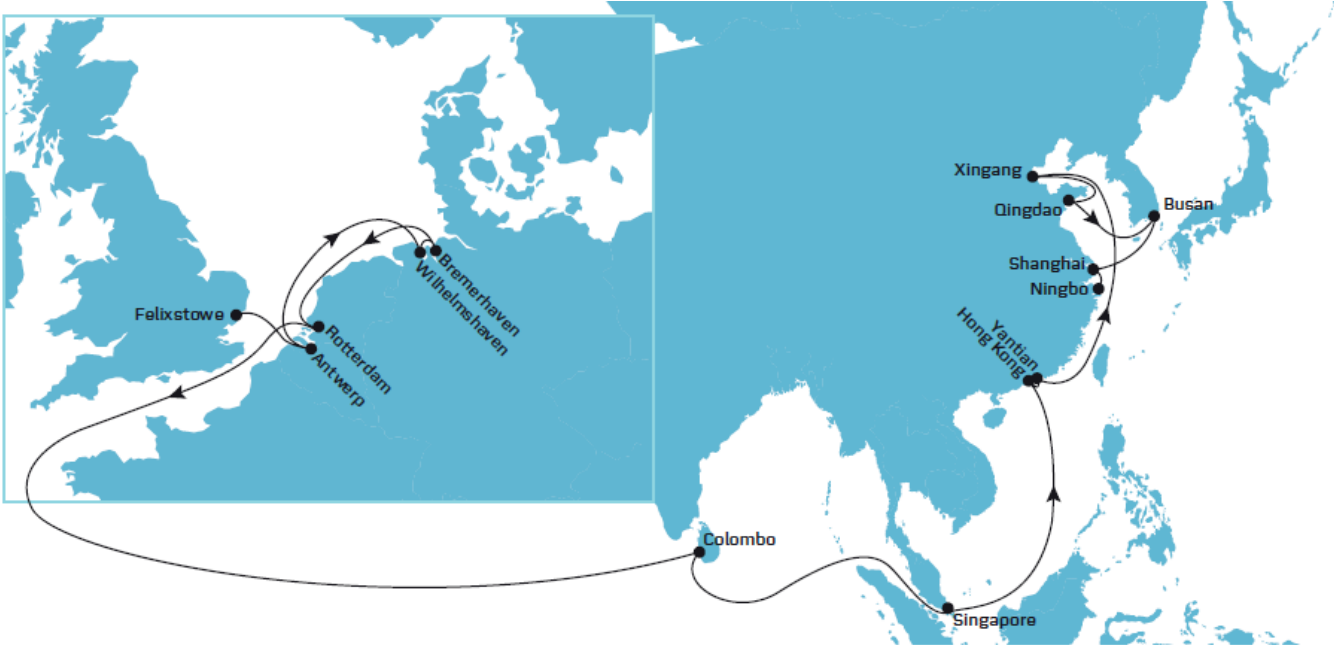 Xingang
Qingdao
Busan
Shanghai
Ningbo
Felixstowe
Bremerhaven
Wilhelmshaven
Rotterdam
Antwerp
Yantian
Hong Kong
Colombo
Singapore